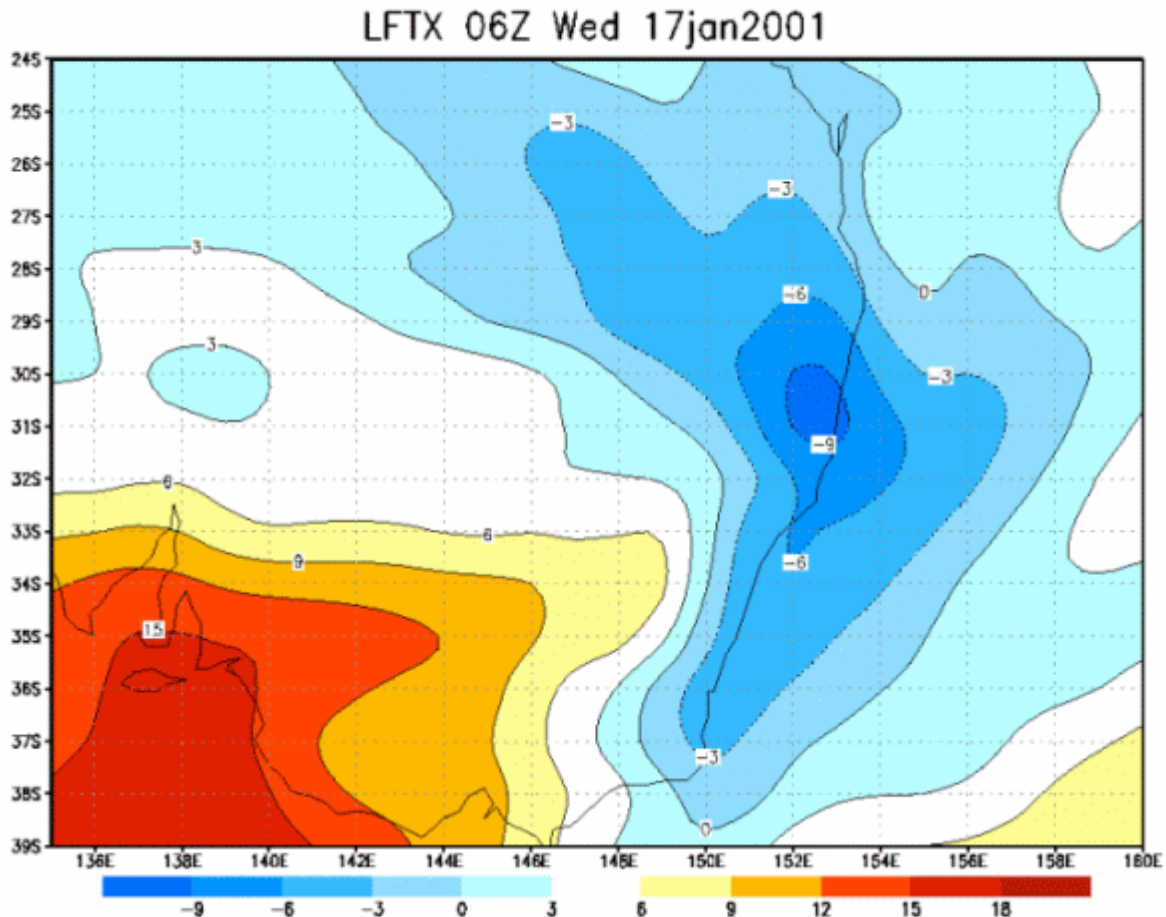 LFTX 06Z Wed 17jan2001
24S
25S
-3
26S
-3
27S
3
28S
-6
0
29S
3
30S
-3
31S
-9
32S
6
33S
6
9
-6
34S
15
35S
36S
37S
-3
38S
0
39S
136E 138E 140E 142E 144E 146E 148E 150E 152E 154E 156E 158E 160E
-9 -6 -3 0 3 6 9 12 15 18